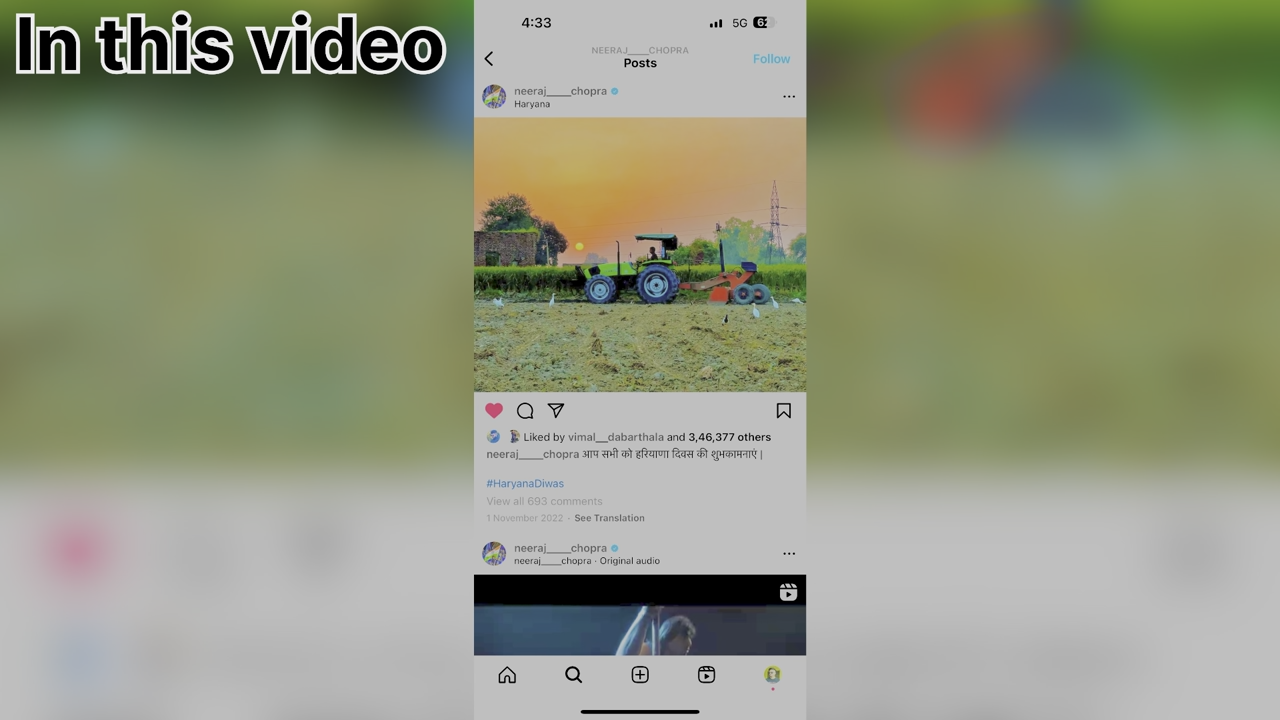 In this video
4:33
5G 62
NEERAJ____CHOPRA
Posts
Follow
neeraj____chopra
Haryana
Liked by vimal__dabarthala and 3,46,377 others
neeraj____chopra आप सभी को हरियाणा दिवस की शुभकामनाएं |
#HaryanaDiwas
View all 693 comments
1 November 2022 · See Translation
neeraj____chopra
neeraj____chopra · Original audio